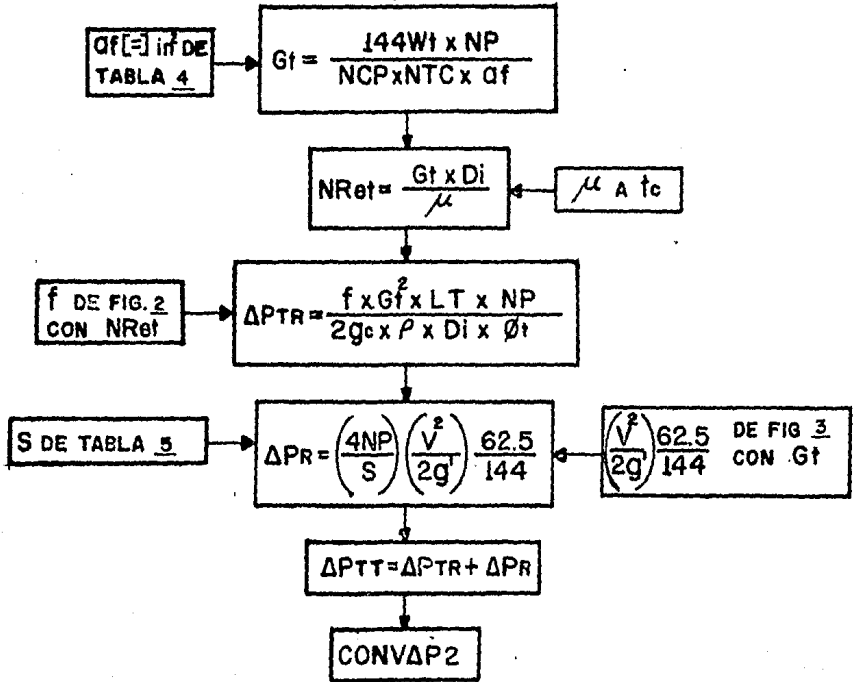 af [=] in² DE
TABLA 4
Gt = 144Wt x NP / NCPxNTC x af
NRet = Gt x Di / μ
μ A tc
f DE FIG. 2
CON NRet
ΔPTR = f x Gt² x LT x NP / 2gc x ρ x Di x Øt
S DE TABLA 5
ΔPR = (4NP / S) (V² / 2g') 62.5 / 144
(V² / 2g') 62.5 / 144 DE FIG 3
CON Gt
ΔPTT = ΔPTR + ΔPR
CONVΔP2